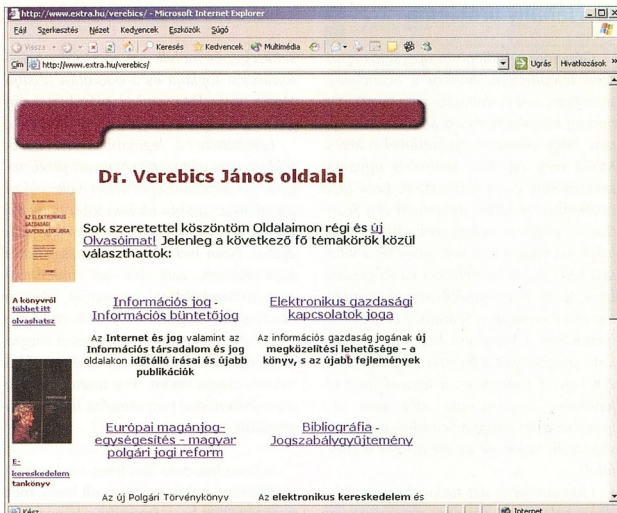 http://www.extra.hu/verebics/ - Microsoft Internet Explorer
Fájl Szerkesztés Nézet Kedvencek Eszközök Súgó
Vissza Keresés Kedvencek Multimédia
Cím http://www.extra.hu/verebics/ Ugrás Hivatkozások »
Dr. Verebics János oldalai
AZ ELEKTRONIKUS
GAZDASÁGI
KAPCSOLATOK JOGA
Sok szeretettel köszöntöm Oldalaimon régi és új
Olvasóimat! Jelenleg a következő fő témakörök közül
választhattok:
A könyvről
többet itt
olvashatsz
Információs jog -
Információs büntetőjog
Az Internet és jog valamint az
Információs társadalom és jog
oldalakon időtálló írásai és újabb
publikációk
Elektronikus gazdasági
kapcsolatok joga
Az információs gazdaság jogának új
megközelítési lehetősége - a
könyv, s az újabb fejlemények
E-
kereskedelem
tankönyv
Európai magánjog-
egységesítés - magyar
polgári jogi reform
Az új Polgári Törvénykönyv
Bibliográfia -
Jogszabálygyűjtemény
Az elektronikus kereskedelem és
Kész Internet